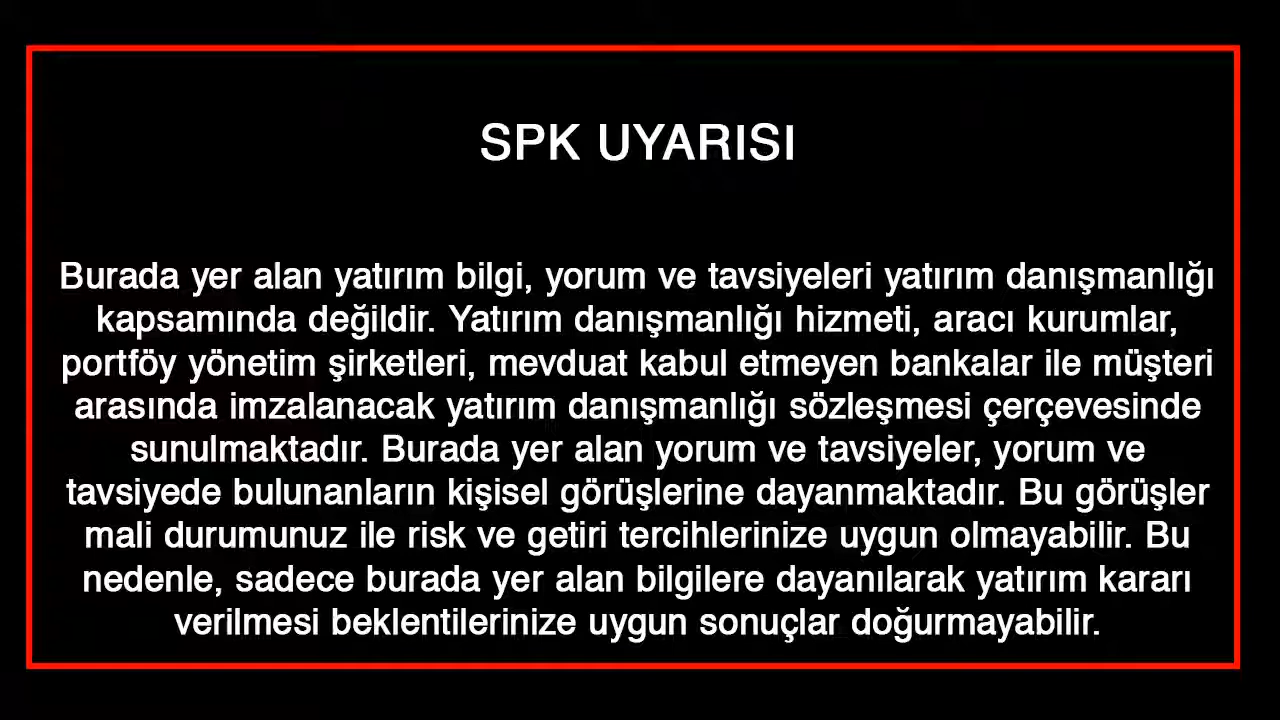 SPK UYARISI
Burada yer alan yatırım bilgi, yorum ve tavsiyeleri yatırım danışmanlığı
kapsamında değildir. Yatırım danışmanlığı hizmeti, aracı kurumlar,
portföy yönetim şirketleri, mevduat kabul etmeyen bankalar ile müşteri
arasında imzalanacak yatırım danışmanlığı sözleşmesi çerçevesinde
sunulmaktadır. Burada yer alan yorum ve tavsiyeler, yorum ve
tavsiyede bulunanların kişisel görüşlerine dayanmaktadır. Bu görüşler
mali durumunuz ile risk ve getiri tercihlerinize uygun olmayabilir. Bu
nedenle, sadece burada yer alan bilgilere dayanılarak yatırım kararı
verilmesi beklentilerinize uygun sonuçlar doğurmayabilir.